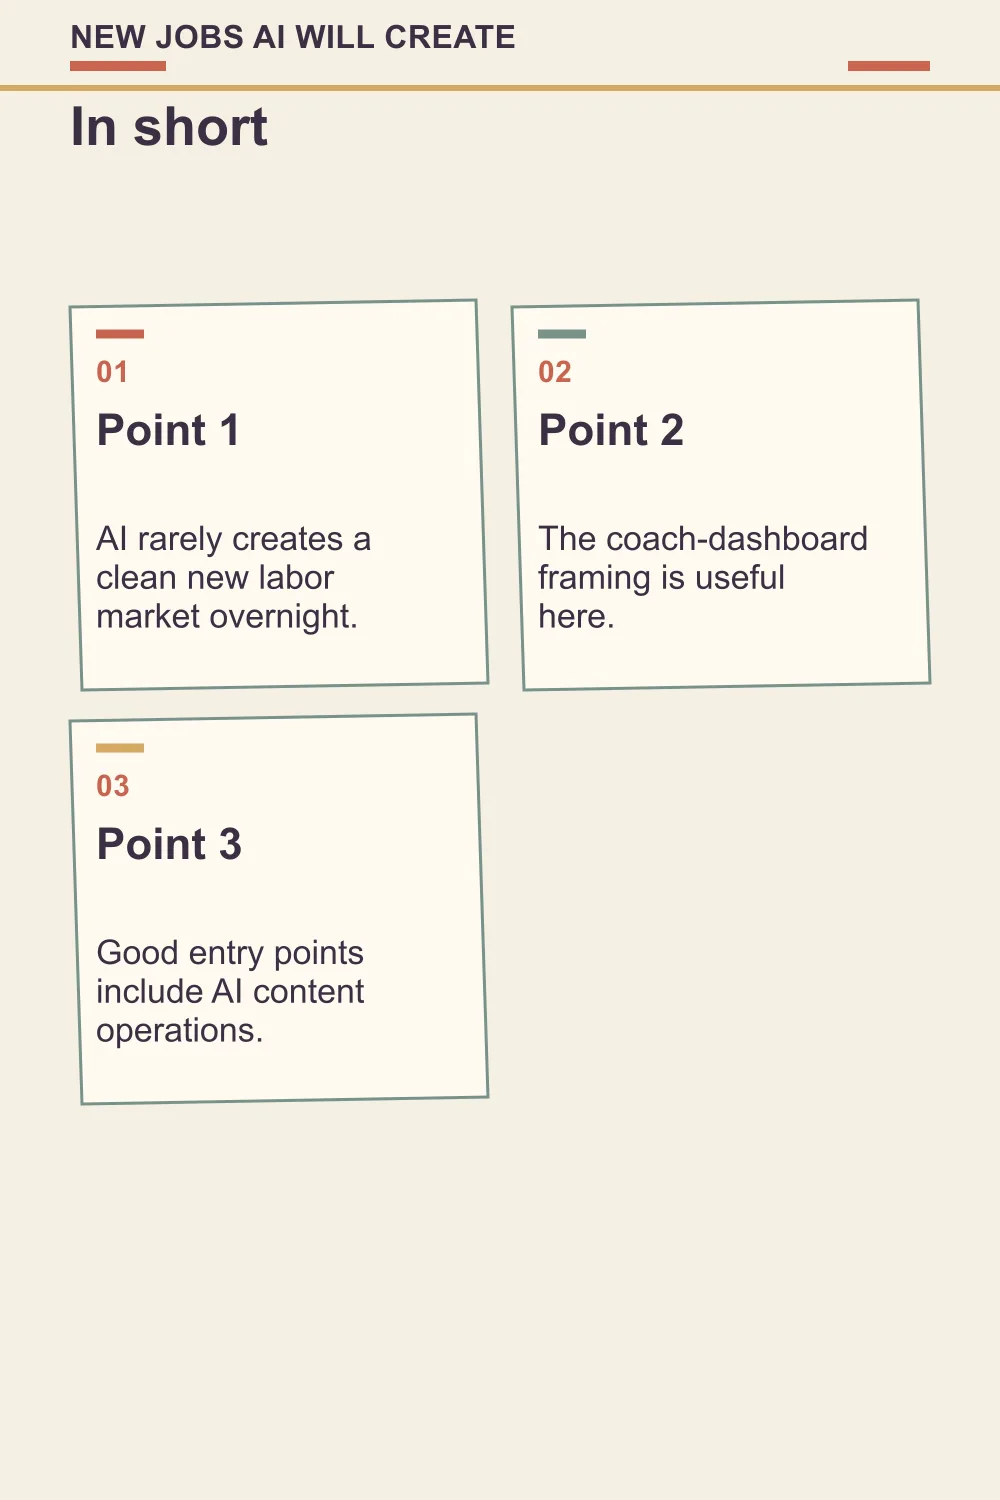 NEW JOBS AI WILL CREATE
In short
01
Point 1
AI rarely creates a
clean new labor
market overnight.
02
Point 2
The coach-dashboard
framing is useful
here.
03
Point 3
Good entry points
include AI content
operations.